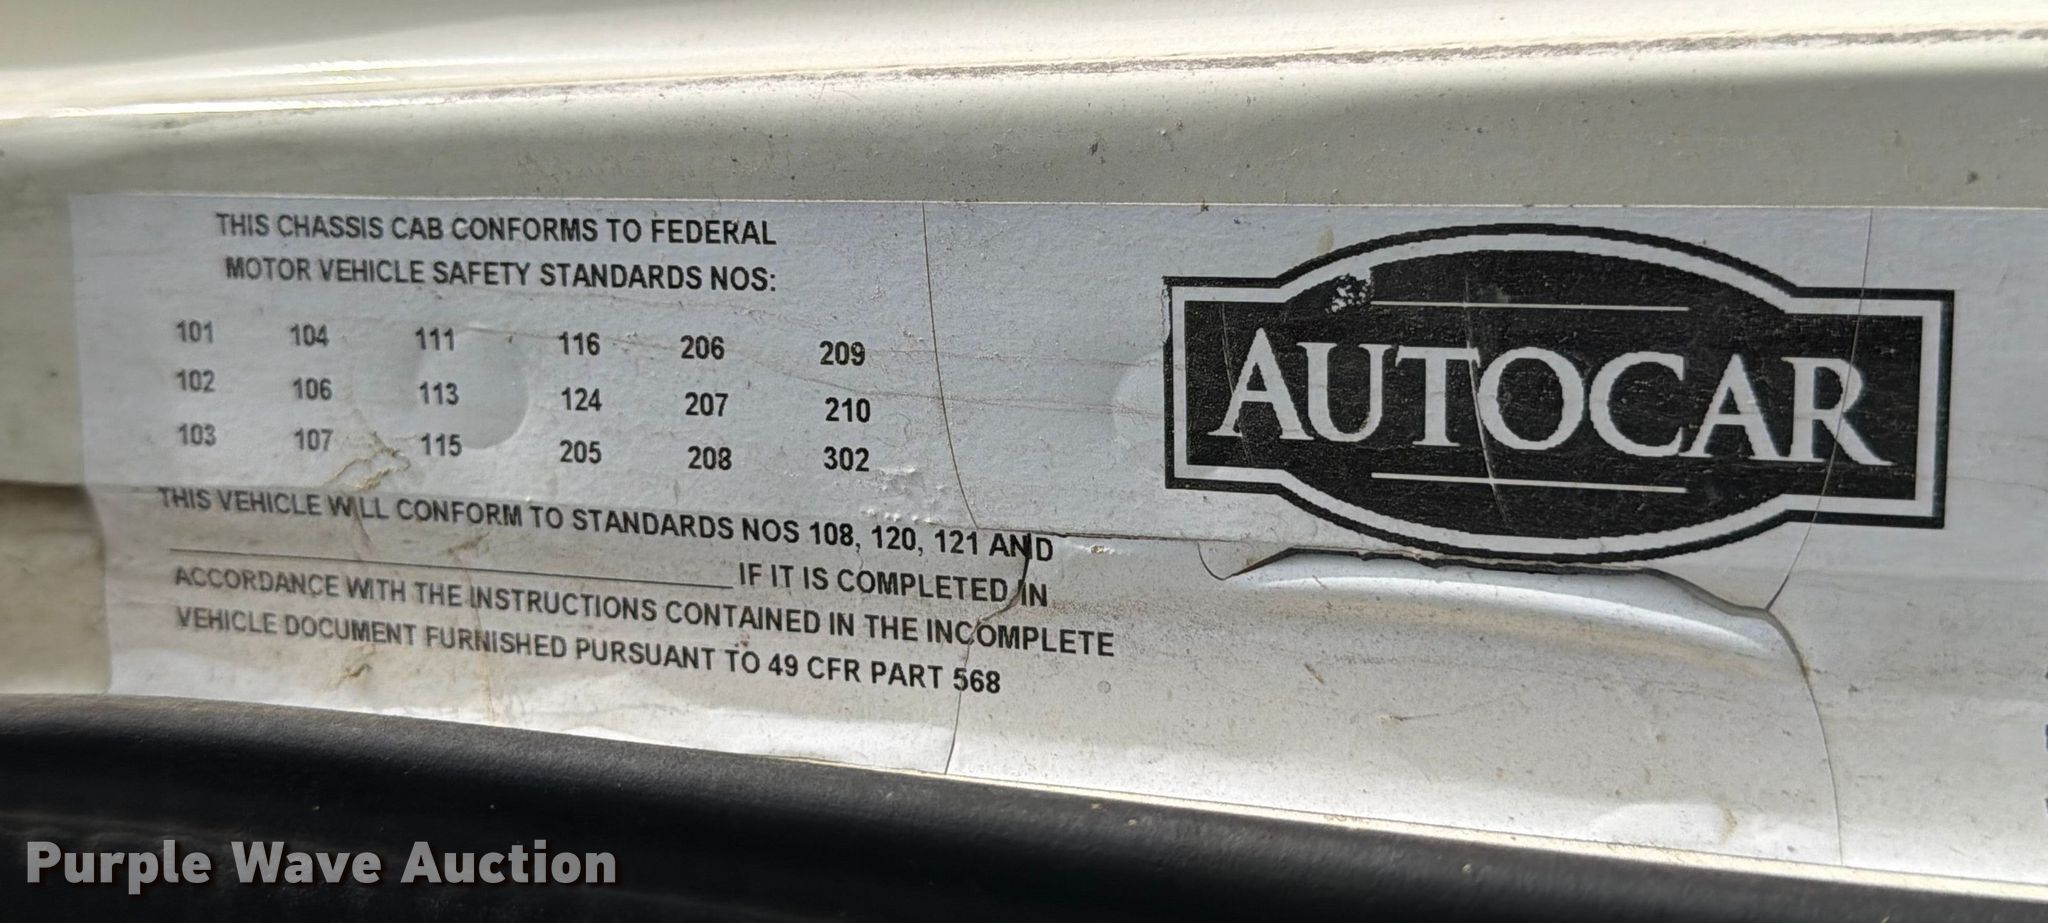 THIS CHASSIS CAB CONFORMS TO FEDERAL
MOTOR VEHICLE SAFETY STANDARDS NOS:
101 104 111 116 206 209
102 106 113 124 207 210
103 107 115 205 208 302
THIS VEHICLE WILL CONFORM TO STANDARDS NOS 108, 120, 121 AND
IF IT IS COMPLETED IN
ACCORDANCE WITH THE INSTRUCTIONS CONTAINED IN THE INCOMPLETE
VEHICLE DOCUMENT FURNISHED PURSUANT TO 49 CFR PART 568
AUTOCAR
Purple Wave Auction